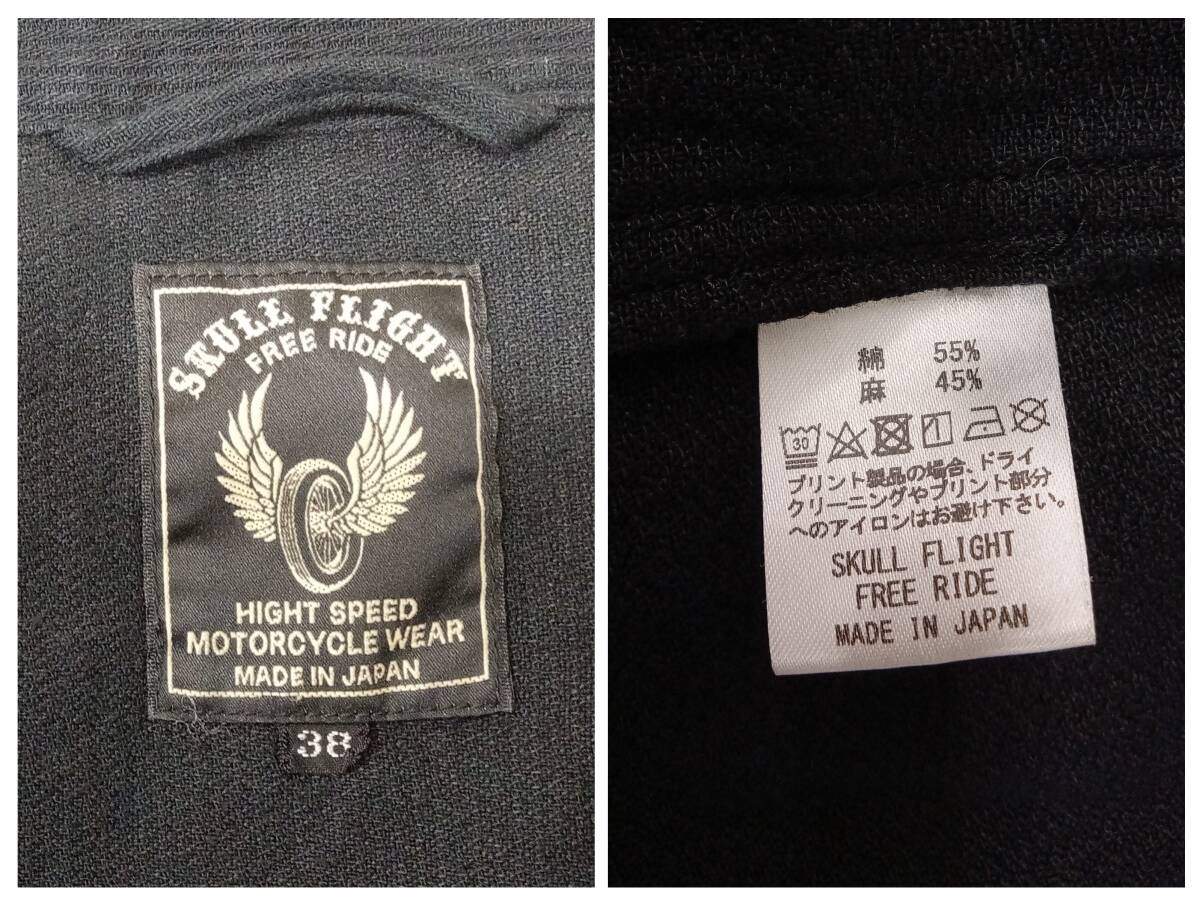 SKULL FLIGHT
FREE RIDE
HIGHT SPEED
MOTORCYCLE WEAR
MADE IN JAPAN
38
綿 55%
麻 45%
30
プリント製品の場合、ドライ
クリーニングやプリント部分
へのアイロンはお避け下さい。
SKULL FLIGHT
FREE RIDE
MADE IN JAPAN